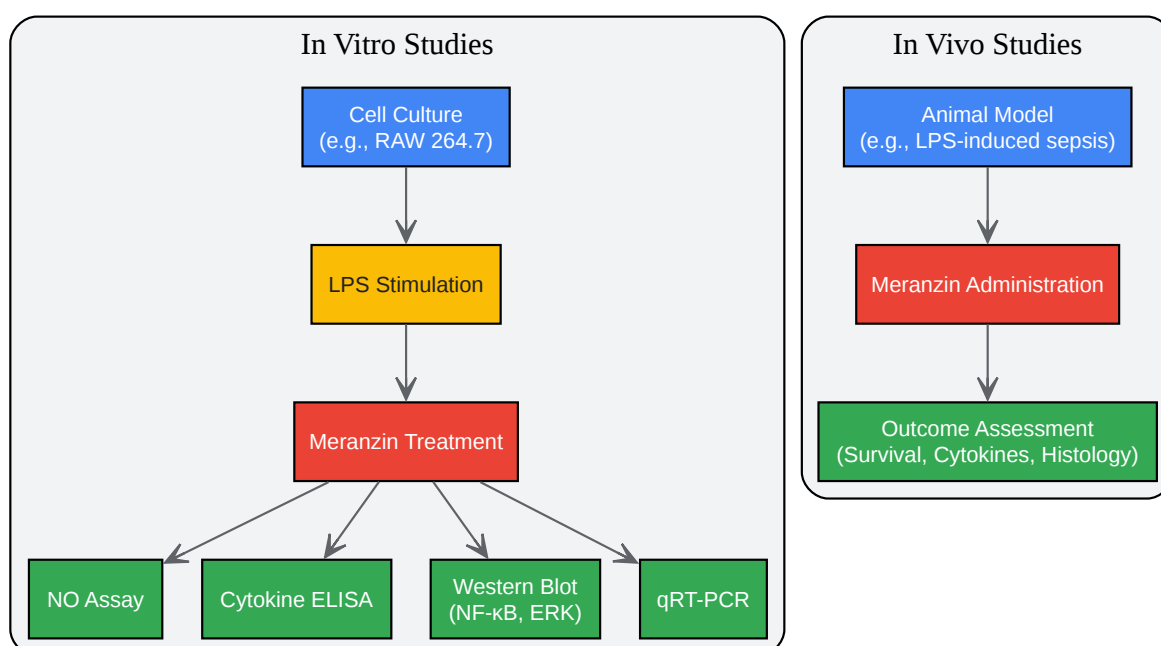 In Vitro Studies
Cell Culture
(e.g., RAW 264.7)
LPS Stimulation
Meranzin Treatment
NO Assay
Cytokine ELISA
Western Blot
(NF-κB, ERK)
qRT-PCR
In Vivo Studies
Animal Model
(e.g., LPS-induced sepsis)
Meranzin Administration
Outcome Assessment
(Survival, Cytokines, Histology)